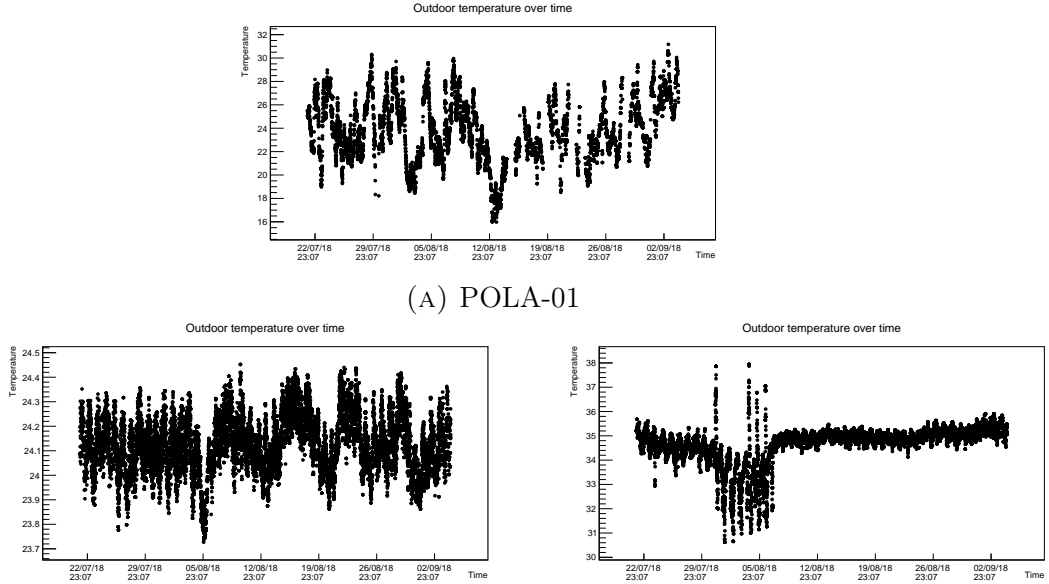 Outdoor temperature over time
Temperature
32
30
28
26
24
22
20
18
16
22/07/18 29/07/18 05/08/18 12/08/18 19/08/18 26/08/18 02/09/18
23:07 23:07 23:07 23:07 23:07 23:07 23:07 Time
(A) POLA-01
Outdoor temperature over time
Temperature
24.5
24.4
24.3
24.2
24.1
24
23.9
23.8
23.7
22/07/18 29/07/18 05/08/18 12/08/18 19/08/18 26/08/18 02/09/18
23:07 23:07 23:07 23:07 23:07 23:07 23:07 Time
Outdoor temperature over time
Temperature
38
37
36
35
34
33
32
31
30
22/07/18 29/07/18 05/08/18 12/08/18 19/08/18 26/08/18 02/09/18
23:07 23:07 23:07 23:07 23:07 23:07 23:07 Time